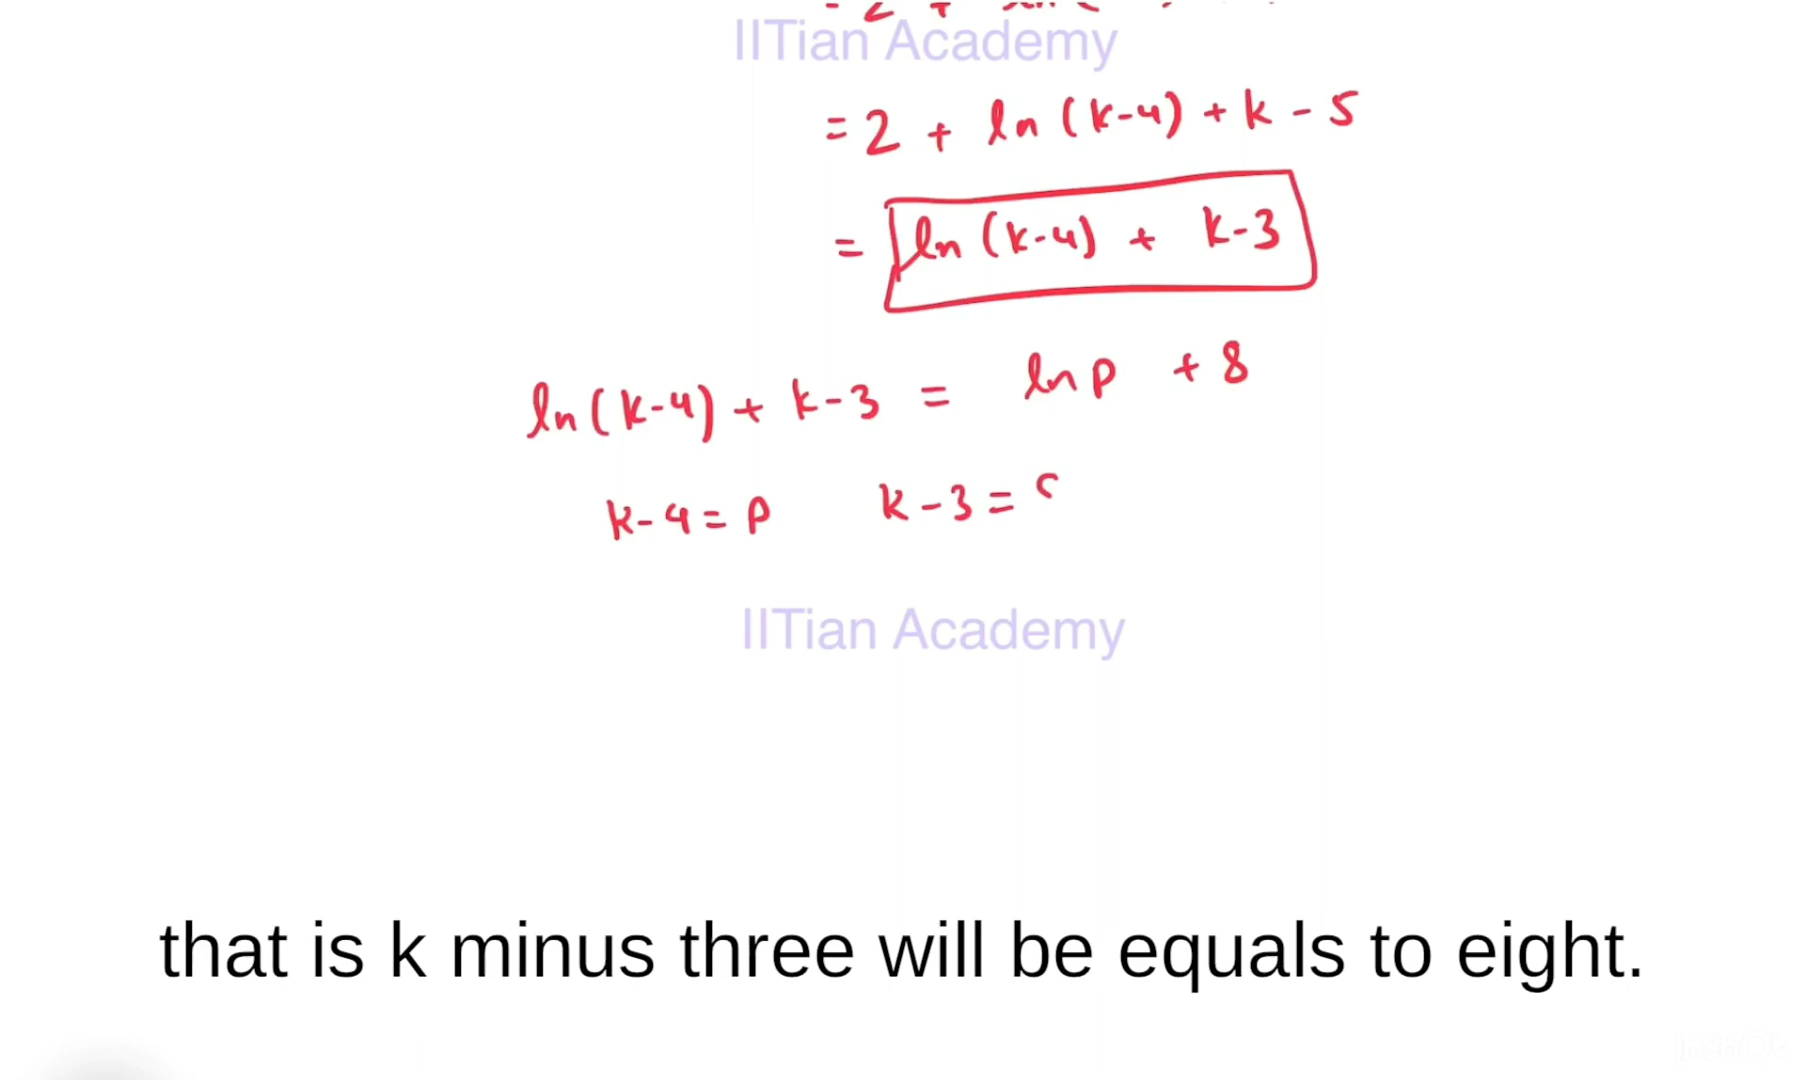 IITian Academy
= 2 + ln (k-4) + k - 5
= ln (k-4) + k-3
ln (k-4) + k-3 = ln p + 8
k-4 = p k-3 =
IITian Academy
that is k minus three will be equals to eight.